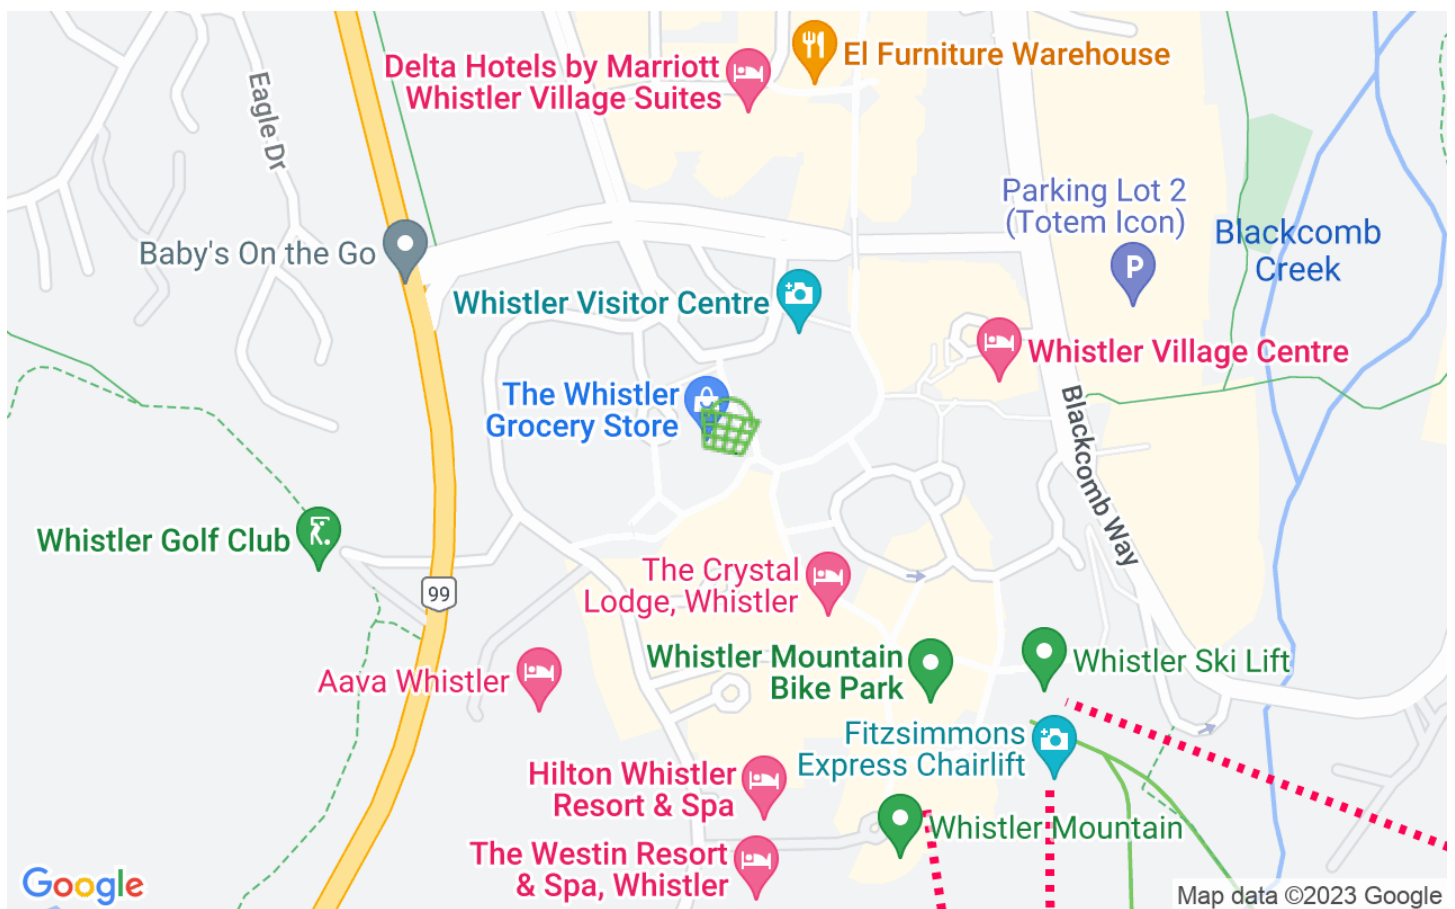 Delta Hotels by Marriott
Whistler Village Suites
El Furniture Warehouse
Eagle Dr
Parking Lot 2
(Totem Icon)
P
Blackcomb
Creek
Baby's On the Go
Whistler Visitor Centre
Whistler Village Centre
The Whistler
Grocery Store
Blackcomb Way
Whistler Golf Club
99
The Crystal
Lodge, Whistler
Whistler Mountain
Bike Park
Whistler Ski Lift
Aava Whistler
Fitzsimmons
Express Chairlift
Hilton Whistler
Resort & Spa
Whistler Mountain
The Westin Resort
& Spa, Whistler
Google
Map data ©2023 Google